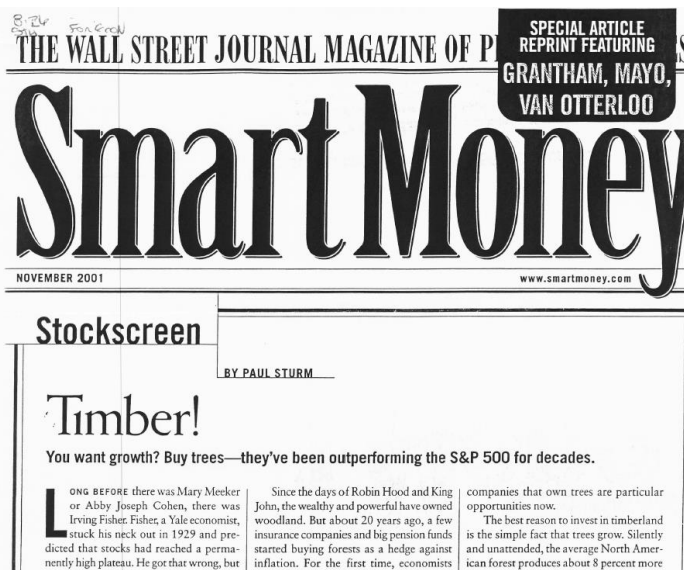 THE WALL STREET JOURNAL MAGAZINE OF
SPECIAL ARTICLE
REPRINT FEATURING
GRANTHAM, MAYO,
VAN OTTERLOO
SmartMoney
NOVEMBER 2001
www.smartmoney.com
Stockscreen
BY PAUL STURM
Timber!
You want growth? Buy trees—they've been outperforming the S&P 500 for decades.
LONG BEFORE there was Mary Meeker
or Abby Joseph Cohen, there was
Irving Fisher. Fisher, a Yale economist,
stuck his neck out in 1929 and pre-
dicted that stocks had reached a perma-
nently high plateau. He got that wrong, but
Since the days of Robin Hood and King
John, the wealthy and powerful have owned
woodland. But about 20 years ago, a few
insurance companies and big pension funds
started buying forests as a hedge against
inflation. For the first time, economists
companies that own trees are particular
opportunities now.
The best reason to invest in timberland
is the simple fact that trees grow. Silently
and unattended, the average North Amer-
ican forest produces about 8 percent more